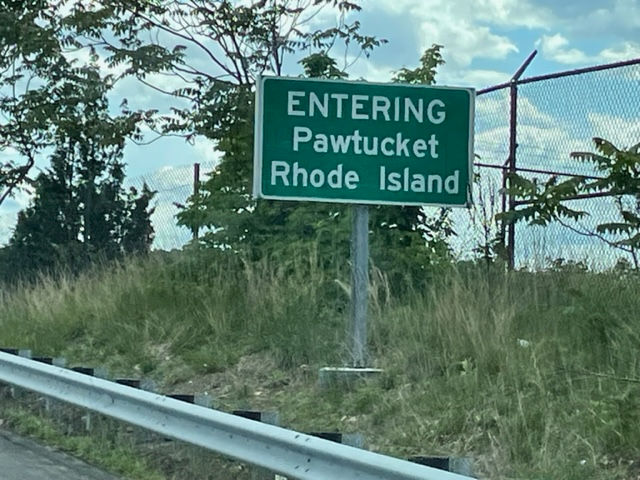 ENTERING
Pawtucket
Rhode Island